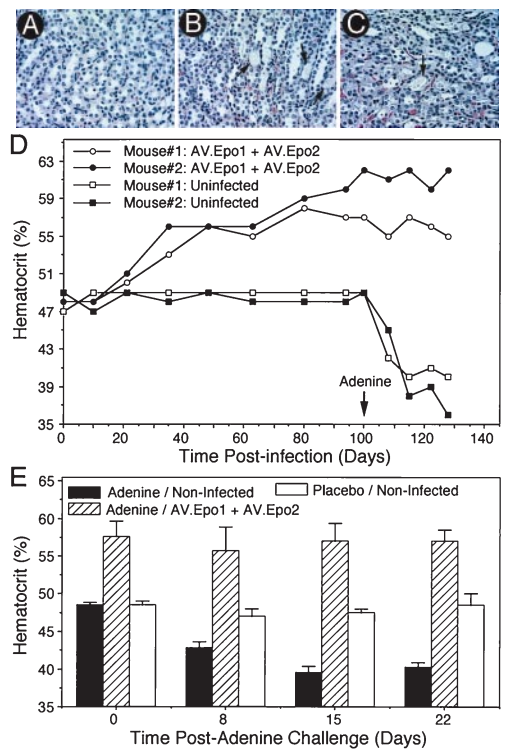 A
B
C
D
Mouse#1: AV.Epo1 + AV.Epo2
Mouse#2: AV.Epo1 + AV.Epo2
Mouse#1: Uninfected
Mouse#2: Uninfected
Hematocrit (%)
63
59
55
51
47
43
39
35
Adenine
0 20 40 60 80 100 120 140
Time Post-infection (Days)
E
Adenine / Non-Infected
Placebo / Non-Infected
Adenine / AV.Epo1 + AV.Epo2
Hematocrit (%)
65
60
55
50
45
40
35
0 8 15 22
Time Post-Adenine Challenge (Days)